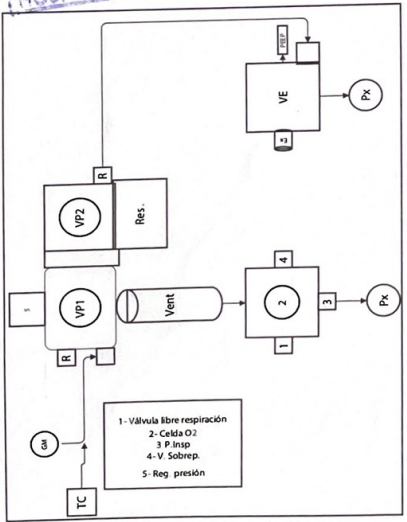 PEEP
VE
5
Px
R
VP2
Res.
s
VP1
R
Vent
4
2
1
3
Px
GM
TC
1- Válvula libre respiración
2- Celda O2
3 P.Insp
4- V. Sobrep.
5- Reg. presión